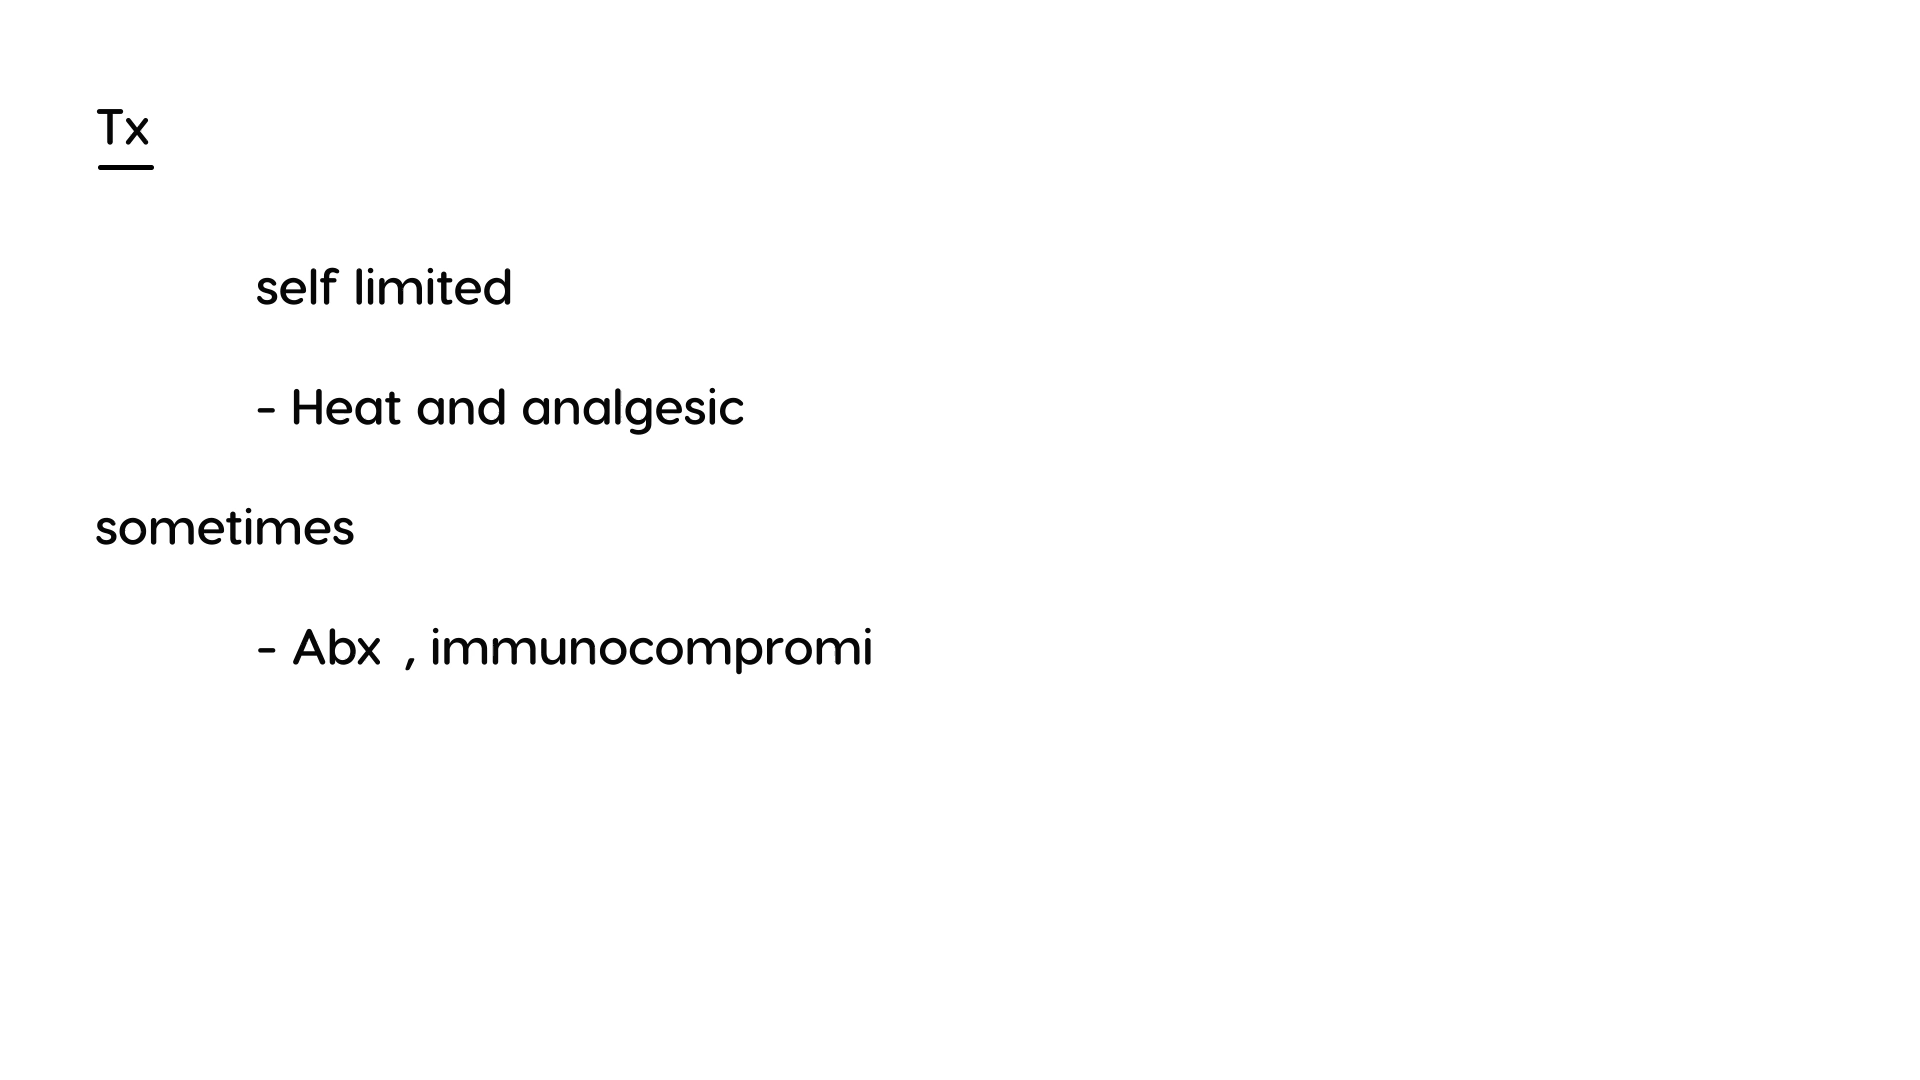 Tx
self limited
- Heat and analgesic
sometimes
- Abx , immunocompromi